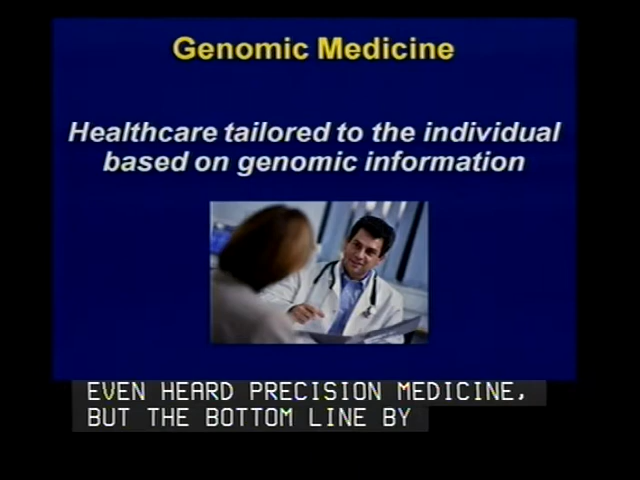 Genomic Medicine
Healthcare tailored to the individual
based on genomic information
EVEN HEARD PRECISION MEDICINE,
BUT THE BOTTOM LINE BY